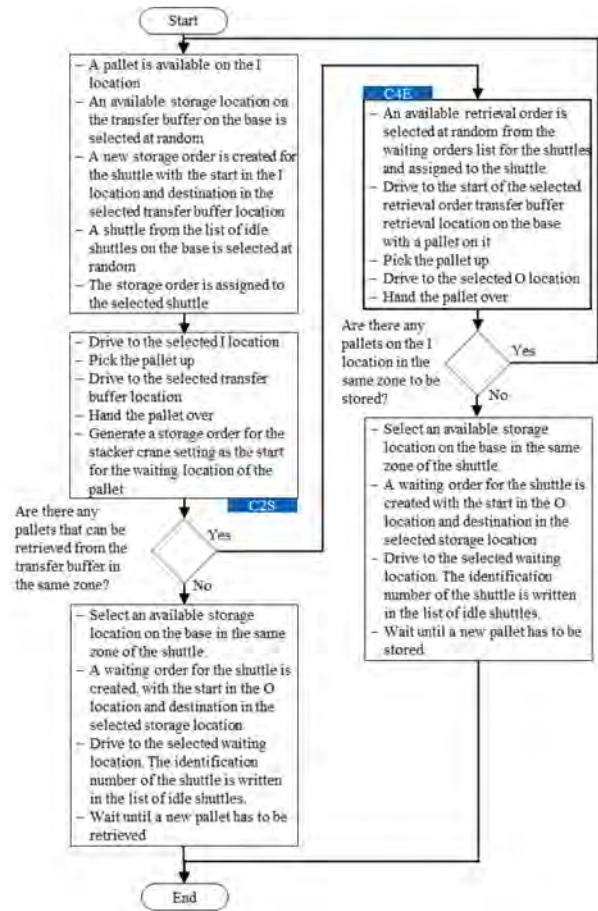 Start
– A pallet is available on the I
location
– An available storage location on
the transfer buffer on the base is
selected at random
– A new storage order is created for
the shuttle with the start in the I
location and destination in the
selected transfer buffer location
– A shuttle from the list of idle
shuttles on the base is selected at
random
– The storage order is assigned to
the selected shuttle
– Drive to the selected I location
– Pick the pallet up
– Drive to the selected transfer
buffer location
– Hand the pallet over
– Generate a storage order for the
stacker crane setting as the start
for the waiting location of the
pallet
C2S
Are there any
pallets that can be
retrieved from the
transfer buffer in
the same zone?
Yes
No
– Select an available storage
location on the base in the same
zone of the shuttle.
– A waiting order for the shuttle is
created, with the start in the O
location and destination in the
selected storage location
– Drive to the selected waiting
location. The identification
number of the shuttle is written
in the list of idle shuttles.
– Wait until a new pallet has to be
retrieved
C4E
– An available retrieval order is
selected at random from the
waiting orders list for the shuttles
and assigned to the shuttle
– Drive to the start of the selected
retrieval order transfer buffer
retrieval location on the base
with a pallet on it
– Pick the pallet up
– Drive to the selected O location
– Hand the pallet over
Are there any
pallets on the I
location in the
same zone to be
stored?
Yes
No
– Select an available storage
location on the base in the same
zone of the shuttle.
– A waiting order for the shuttle is
created with the start in the O
location and destination in the
selected storage location
– Drive to the selected waiting
location. The identification
number of the shuttle is written
in the list of idle shuttles.
– Wait until a new pallet has to be
stored
End